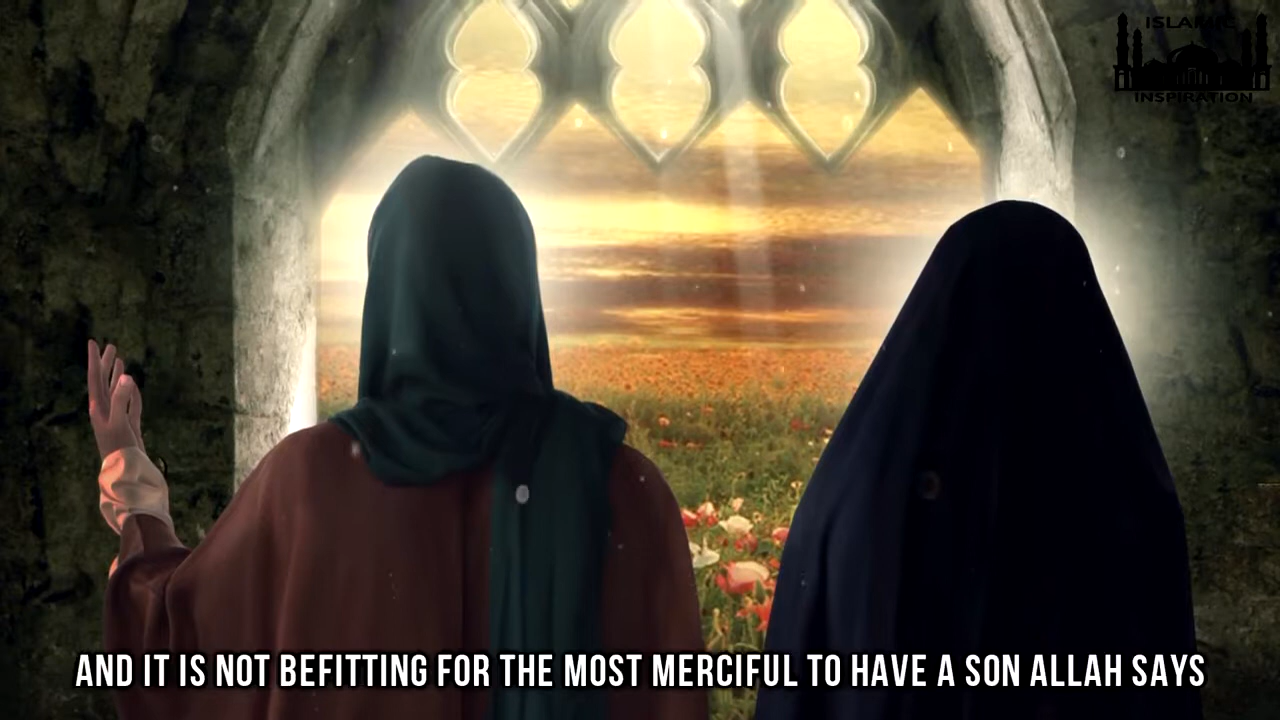 ISLAMIC
INSPIRATION
AND IT IS NOT BEFITTING FOR THE MOST MERCIFUL TO HAVE A SON ALLAH SAYS